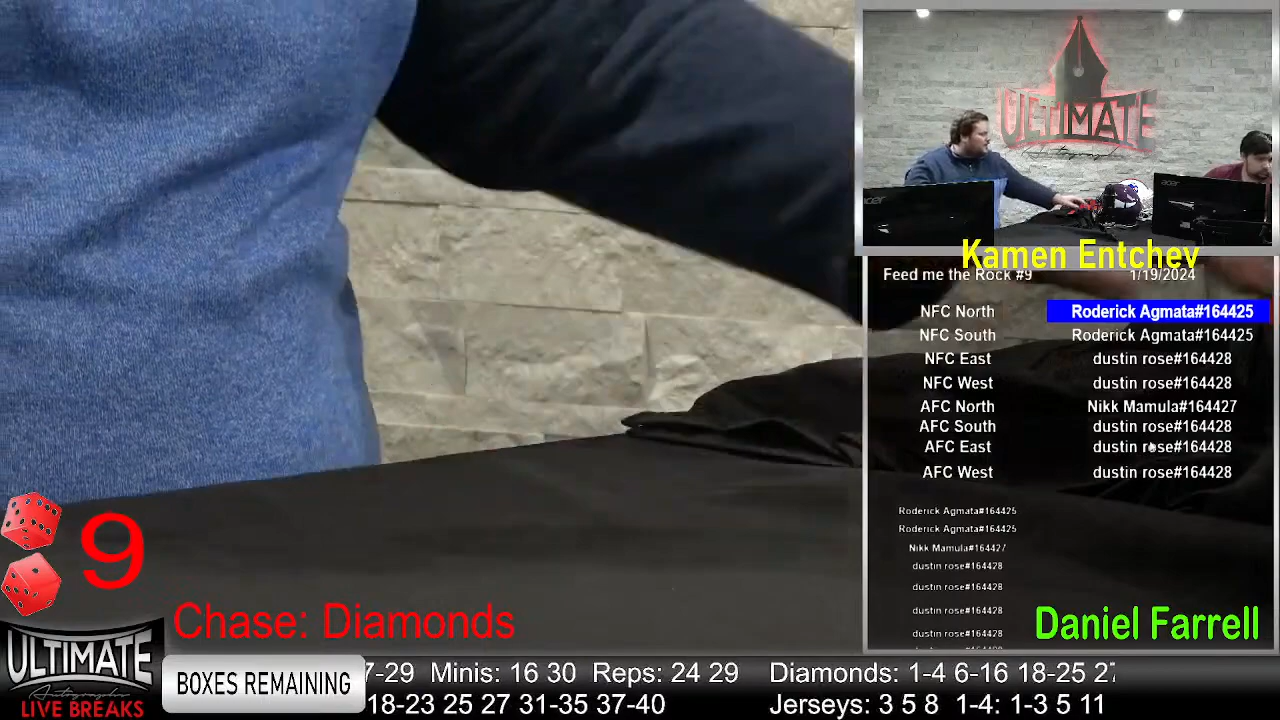 ULTIMATE
acer
acer
Kamen Entchev
Feed me the Rock #9 1/19/2024
NFC North Roderick Agmata#164425
NFC South Roderick Agmata#164425
NFC East dustin rose#164428
NFC West dustin rose#164428
AFC North Nikk Mamula#164427
AFC South dustin rose#164428
AFC East dustin rose#164428
AFC West dustin rose#164428
Roderick Agmata#164425
Roderick Agmata#164425
Nikk Mamula#164427
dustin rose#164428
dustin rose#164428
dustin rose#164428
dustin rose#164428
Daniel Farrell
9
Chase: Diamonds
ULTIMATE
Autographs
LIVE BREAKS
BOXES REMAINING
7-29 Minis: 16 30 Reps: 24 29 Diamonds: 1-4 6-16 18-25 27
18-23 25 27 31-35 37-40 Jerseys: 3 5 8 1-4: 1-3 5 11